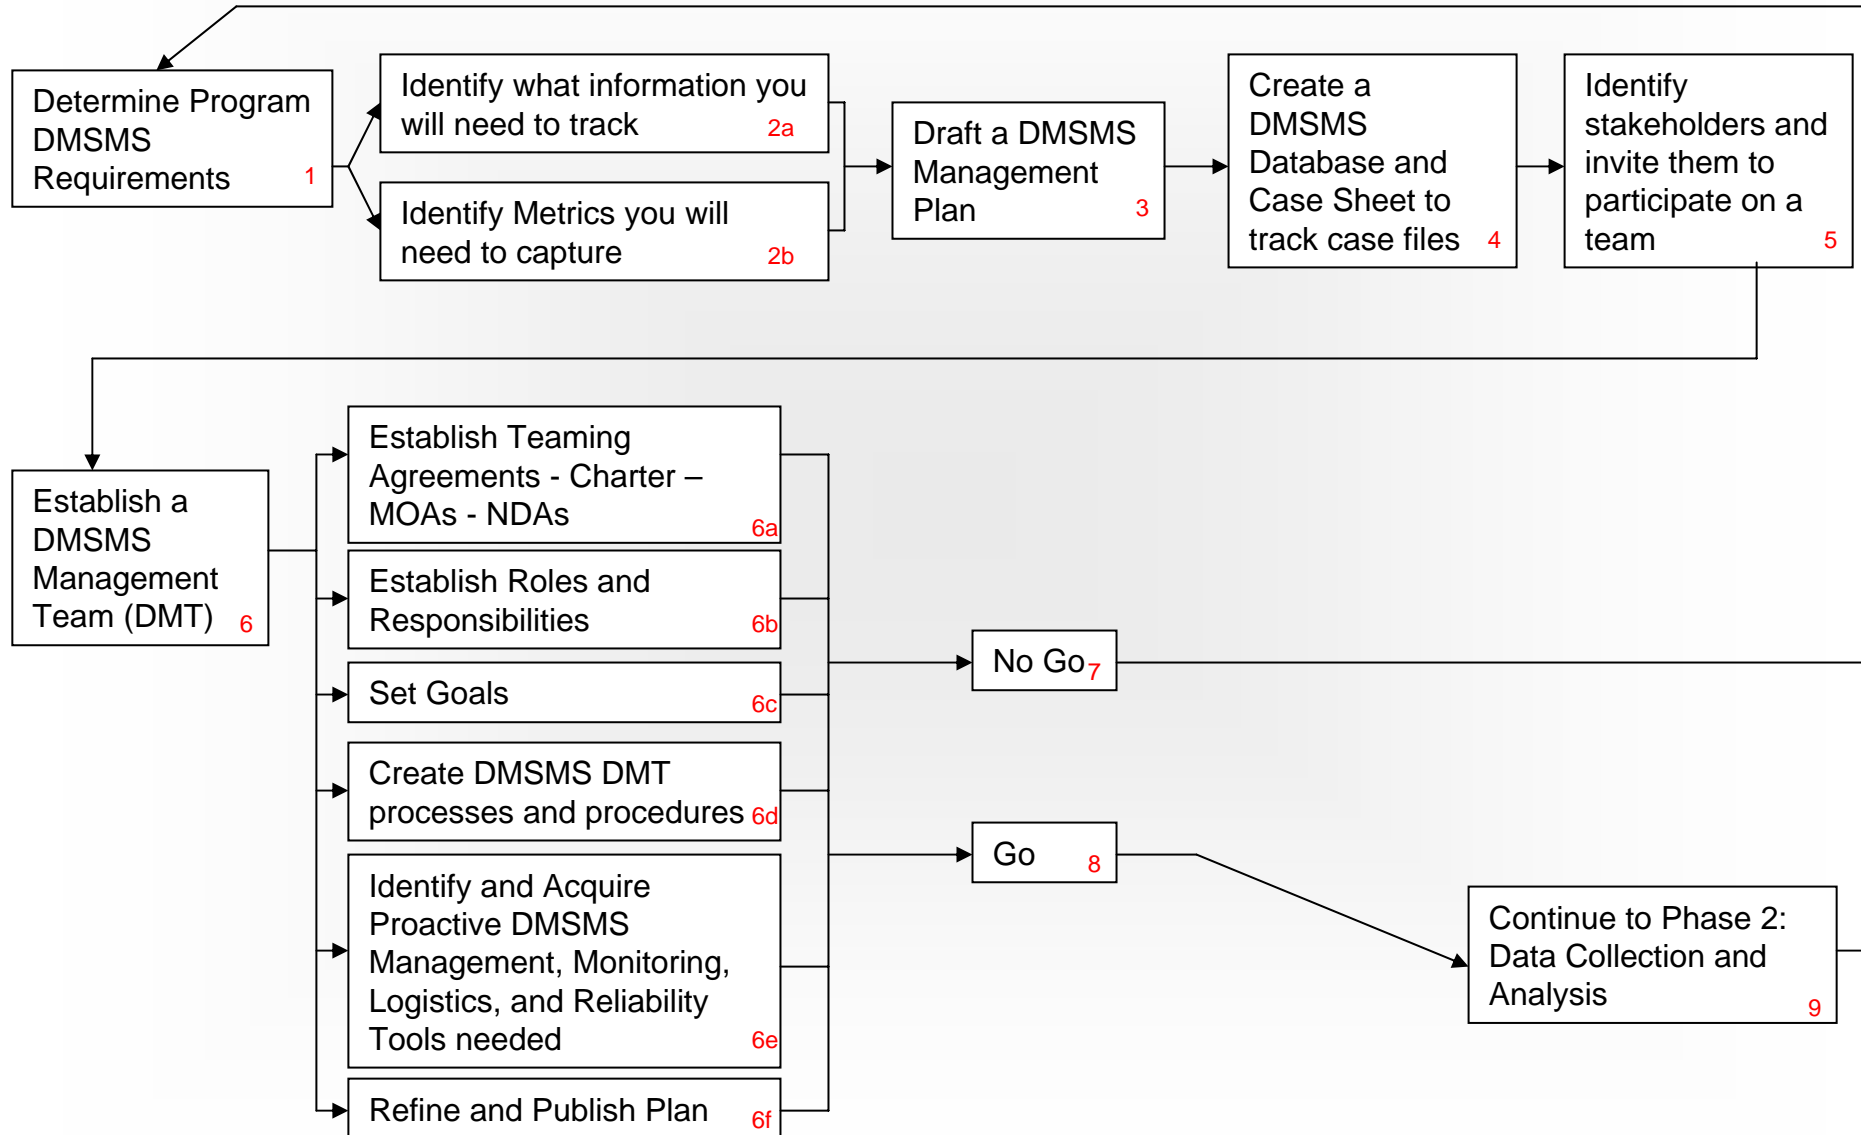 Determine Program
DMSMS
Requirements 1
Identify what information you
will need to track 2a
Identify Metrics you will
need to capture 2b
Draft a DMSMS
Management
Plan 3
Create a
DMSMS
Database and
Case Sheet to
track case files 4
Identify
stakeholders and
invite them to
participate on a
team 5
Establish a
DMSMS
Management
Team (DMT) 6
Establish Teaming
Agreements - Charter –
MOAs - NDAs 6a
Establish Roles and
Responsibilities 6b
Set Goals 6c
Create DMSMS DMT
processes and procedures 6d
Identify and Acquire
Proactive DMSMS
Management, Monitoring,
Logistics, and Reliability
Tools needed 6e
Refine and Publish Plan 6f
No Go 7
Go 8
Continue to Phase 2:
Data Collection and
Analysis 9